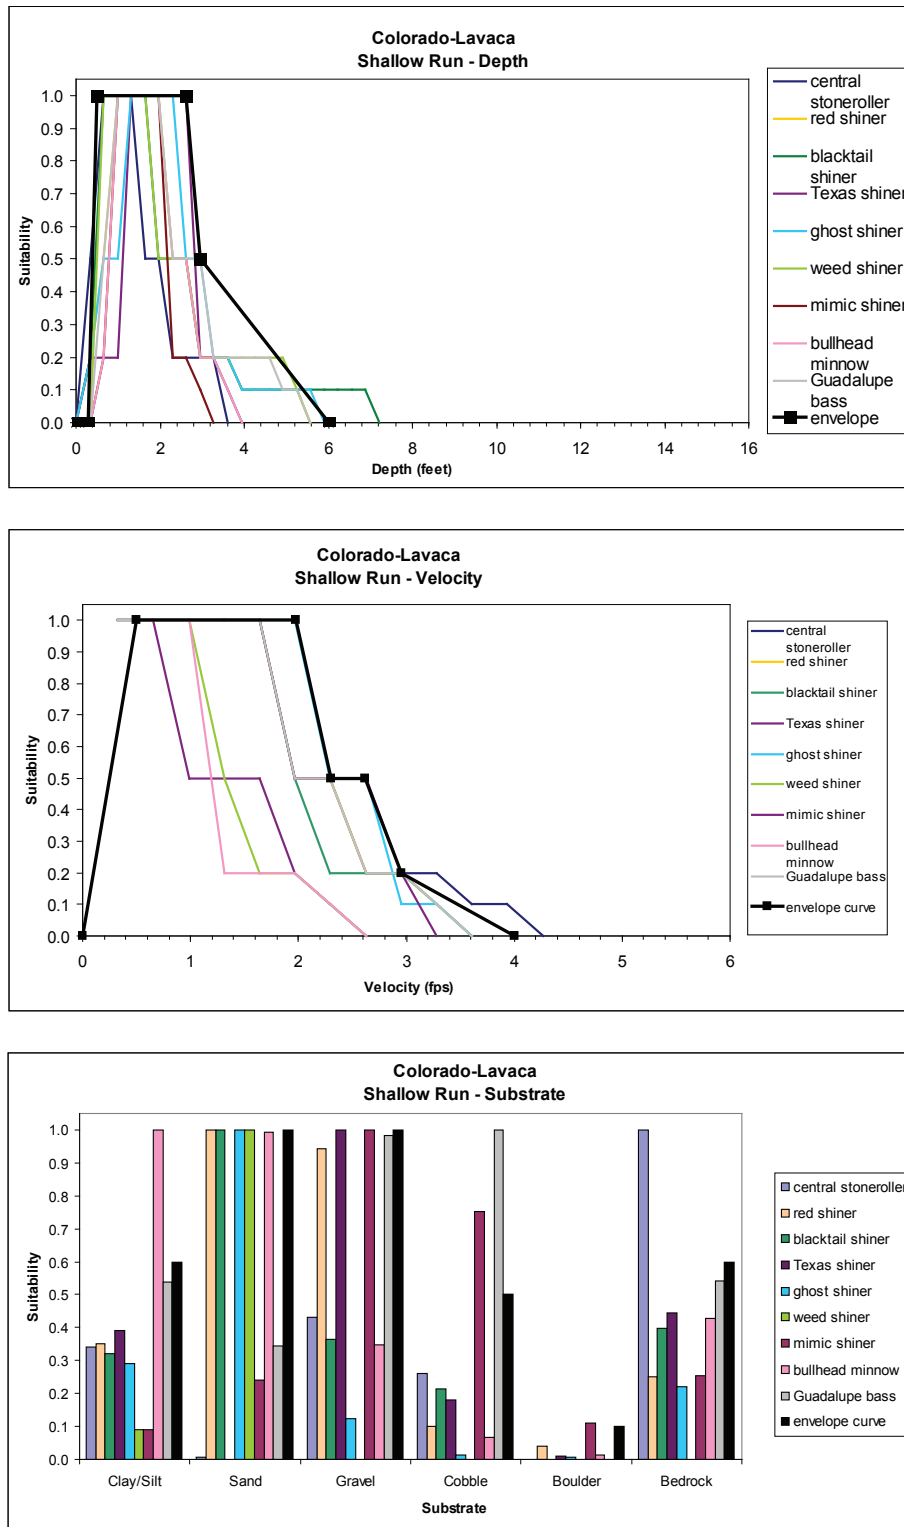 Colorado-Lavaca
Shallow Run - Depth
1.0
0.9
0.8
0.7
0.6
0.5
0.4
0.3
0.2
0.1
0.0
Suitability
0 2 4 6 8 10 12 14 16
Depth (feet)
central
stoneroller
red shiner
blacktail
shiner
Texas shiner
ghost shiner
weed shiner
mimic shiner
bullhead
minnow
Guadalupe
bass
envelope
Colorado-Lavaca
Shallow Run - Velocity
1.0
0.9
0.8
0.7
0.6
0.5
0.4
0.3
0.2
0.1
0.0
Suitability
0 1 2 3 4 5 6
Velocity (fps)
central
stoneroller
red shiner
blacktail shiner
Texas shiner
ghost shiner
weed shiner
mimic shiner
bullhead
minnow
Guadalupe bass
envelope curve
Colorado-Lavaca
Shallow Run - Substrate
1.0
0.9
0.8
0.7
0.6
0.5
0.4
0.3
0.2
0.1
0.0
Suitability
Clay/Silt Sand Gravel Cobble Boulder Bedrock
Substrate
central stoneroller
red shiner
blacktail shiner
Texas shiner
ghost shiner
weed shiner
mimic shiner
bullhead minnow
Guadalupe bass
envelope curve